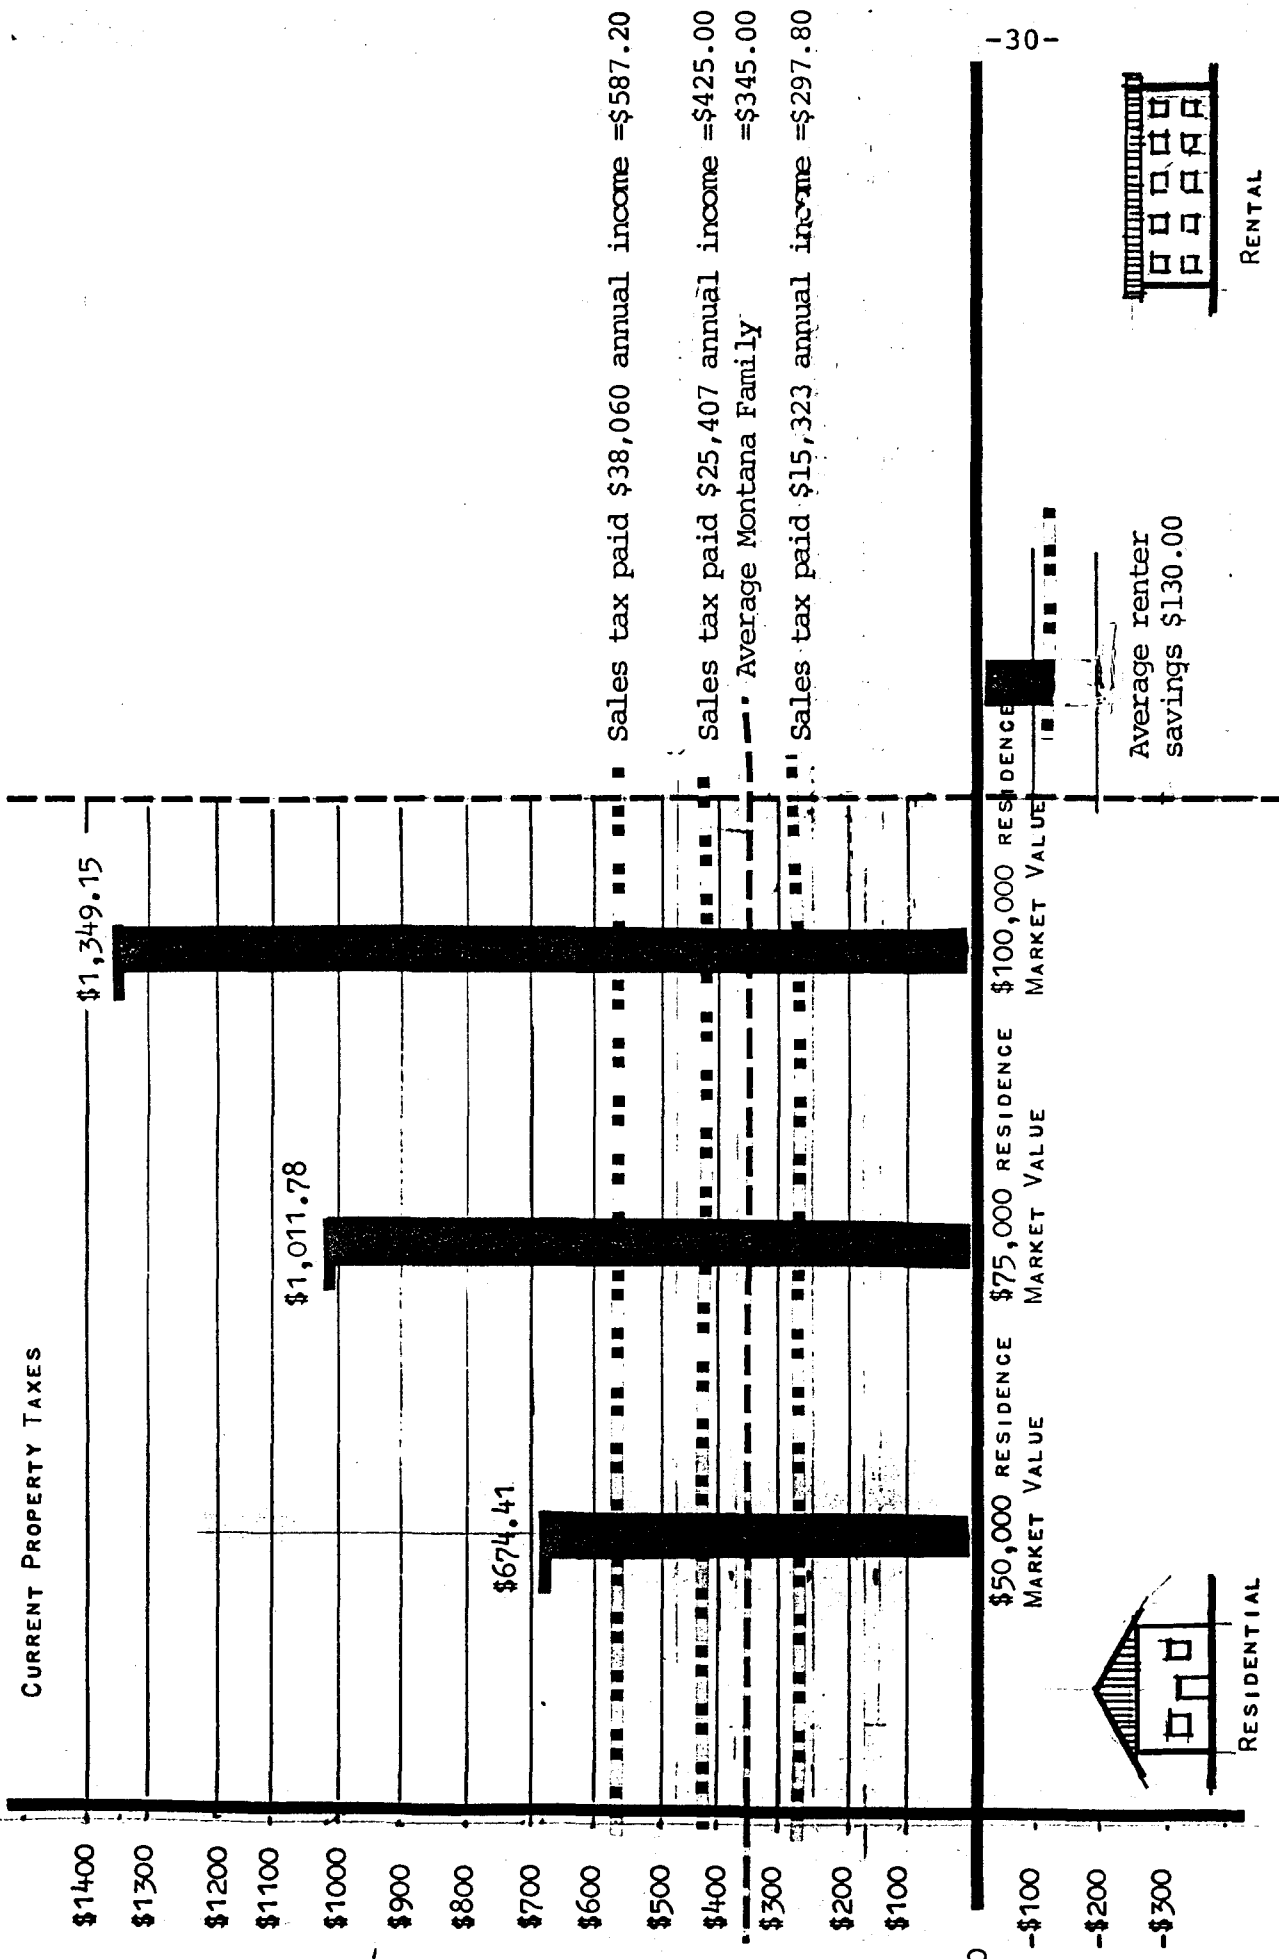 CURRENT PROPERTY TAXES
$1400
$1300
$1200
$1100
$1000
$900
$800
$700
$600
$500
$400
$300
$200
$100
0
-$100
-$200
-$300
$674.41
$1,011.78
$1,349.15
Sales tax paid $38,060 annual income =$587.20
Sales tax paid $25,407 annual income =$425.00
Average Montana Family =$345.00
Sales tax paid $15,323 annual income =$297.80
$50,000 RESIDENCE
MARKET VALUE
$75,000 RESIDENCE
MARKET VALUE
$100,000 RESIDENCE
MARKET VALUE
Average renter
savings $130.00
RESIDENTIAL
RENTAL
-30-